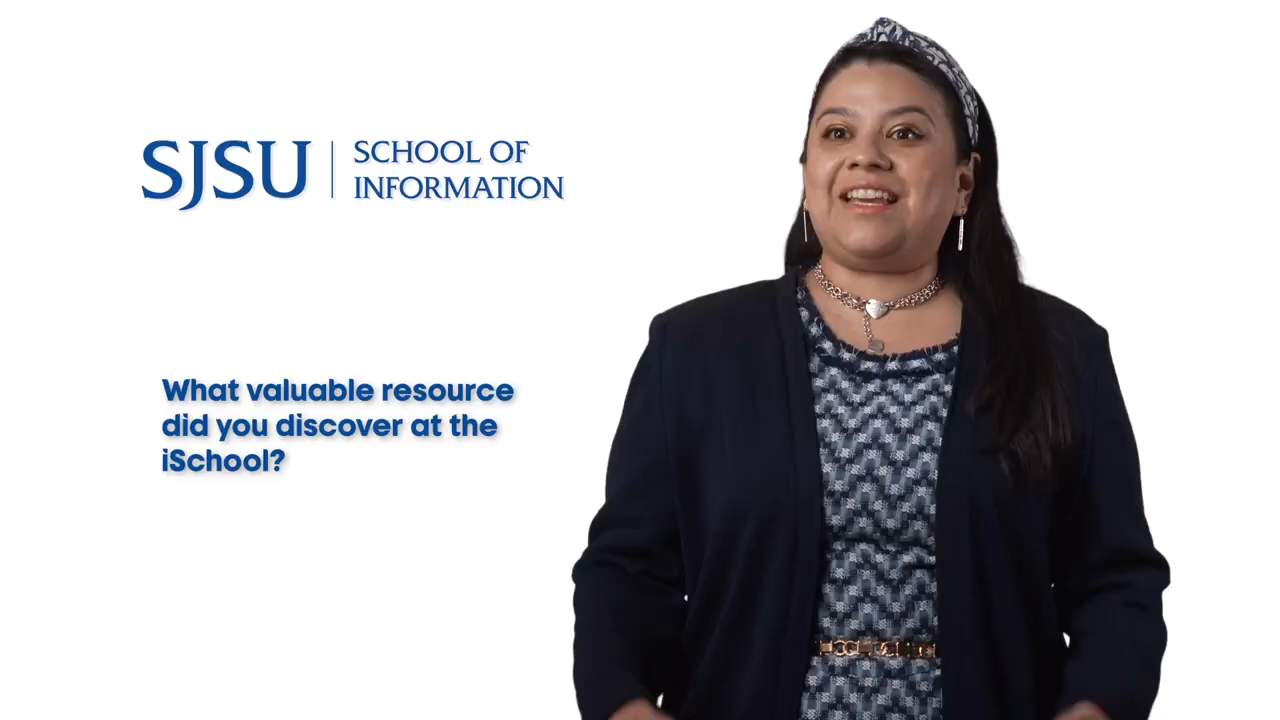 SJSU
SCHOOL OF
INFORMATION
What valuable resource
did you discover at the
iSchool?